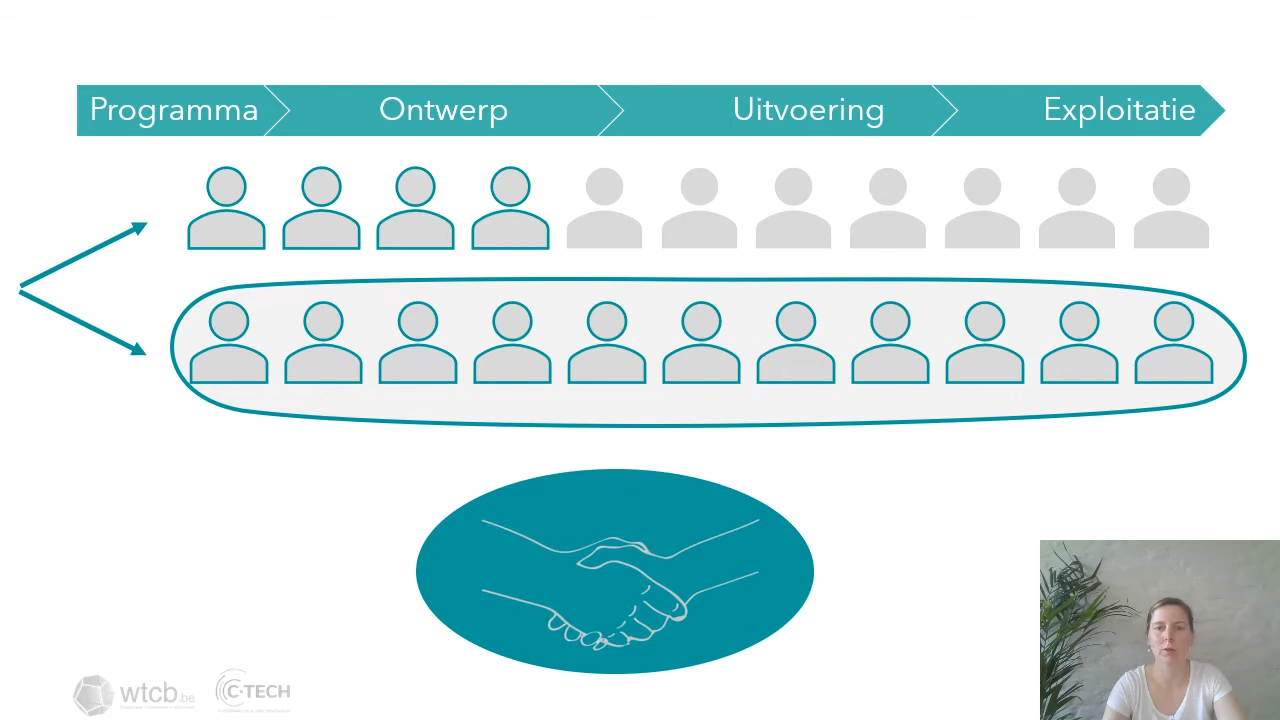 Programma
Ontwerp
Uitvoering
Exploitatie
wtcb.be
C-TECH